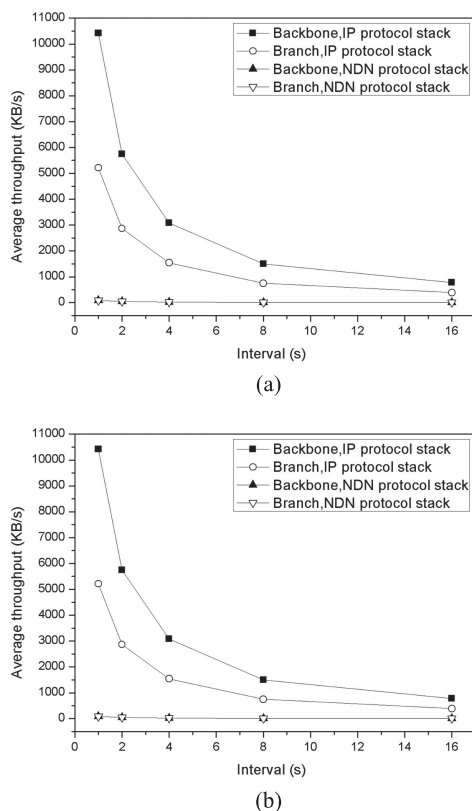 11000
10000
9000
8000
7000
6000
5000
4000
3000
2000
1000
0
Average throughput (KB/s)
Backbone,IP protocol stack
Branch,IP protocol stack
Backbone,NDN protocol stack
Branch,NDN protocol stack
0 2 4 6 8 10 12 14 16
Interval (s)
(a)
11000
10000
9000
8000
7000
6000
5000
4000
3000
2000
1000
0
Average throughput (KB/s)
Backbone,IP protocol stack
Branch,IP protocol stack
Backbone,NDN protocol stack
Branch,NDN protocol stack
0 2 4 6 8 10 12 14 16
Interval (s)
(b)